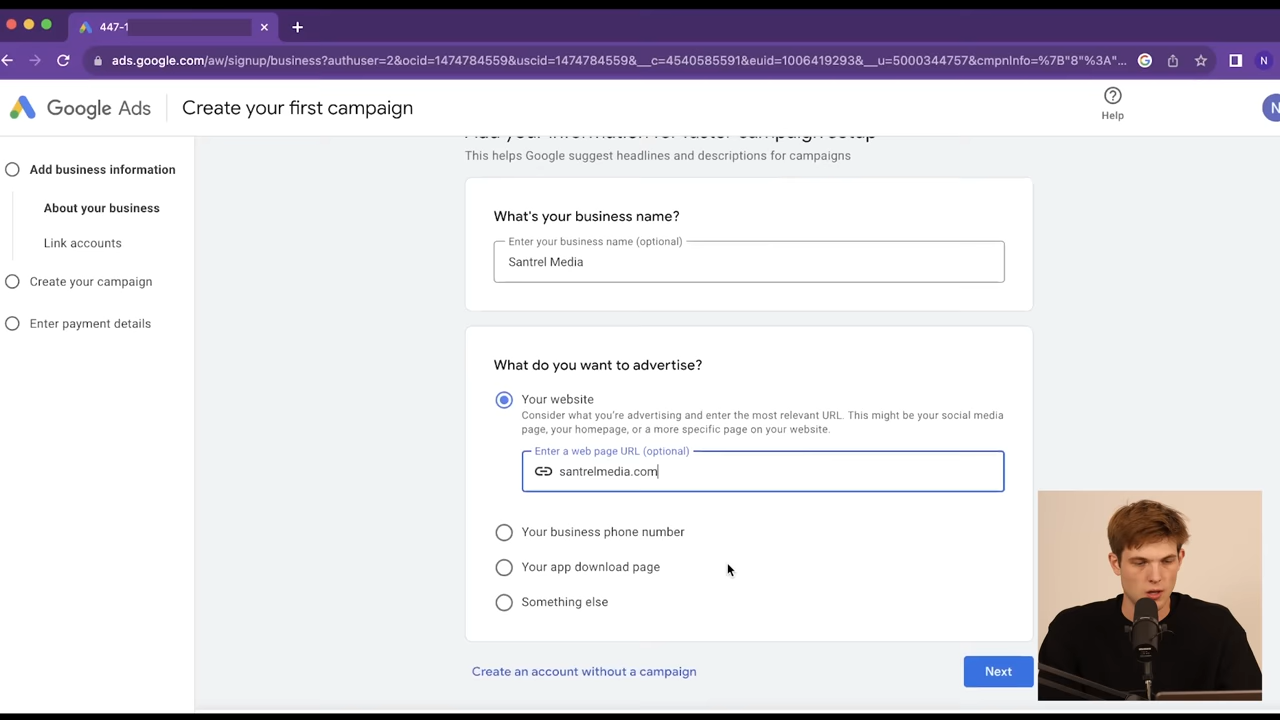 447-1
ads.google.com/aw/signup/business?authuser=2&ocid=1474784559&uscid=1474784559&__c=4540585591&euid=1006419293&__u=5000344757&cmpnInfo=%7B"8"%3A"...
N
Google Ads
Create your first campaign
Help
N
Add your information for faster campaign setup
This helps Google suggest headlines and descriptions for campaigns
Add business information
About your business
Link accounts
Create your campaign
Enter payment details
What's your business name?
Enter your business name (optional)
Santrel Media
What do you want to advertise?
Your website
Consider what you're advertising and enter the most relevant URL. This might be your social media
page, your homepage, or a more specific page on your website.
Enter a web page URL (optional)
santrelmedia.com
Your business phone number
Your app download page
Something else
Create an account without a campaign
Next